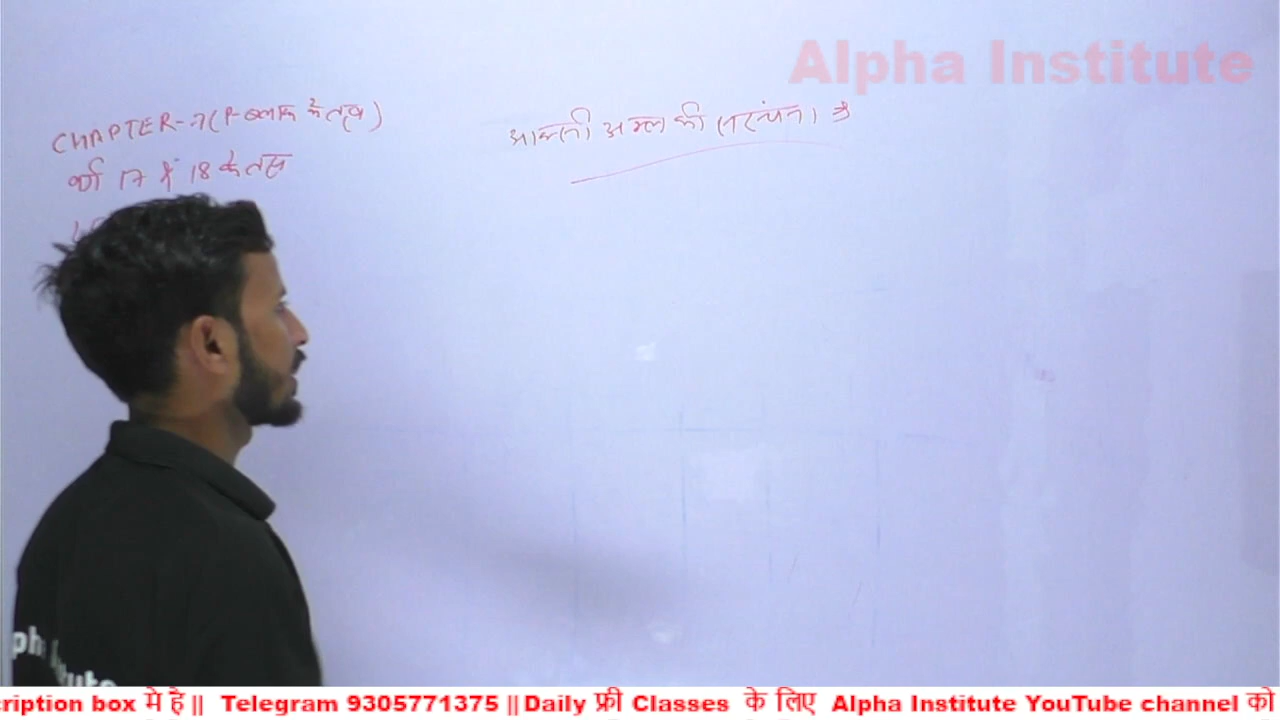 Alpha Institute
CHAPTER-7 (P-ब्लाक के तत्व)
वर्ग 17 व 18 के तत्व
आक्सी अम्ल की संरचना
ription box मे है || Telegram 9305771375 || Daily फ्री Classes के लिए Alpha Institute YouTube channel को